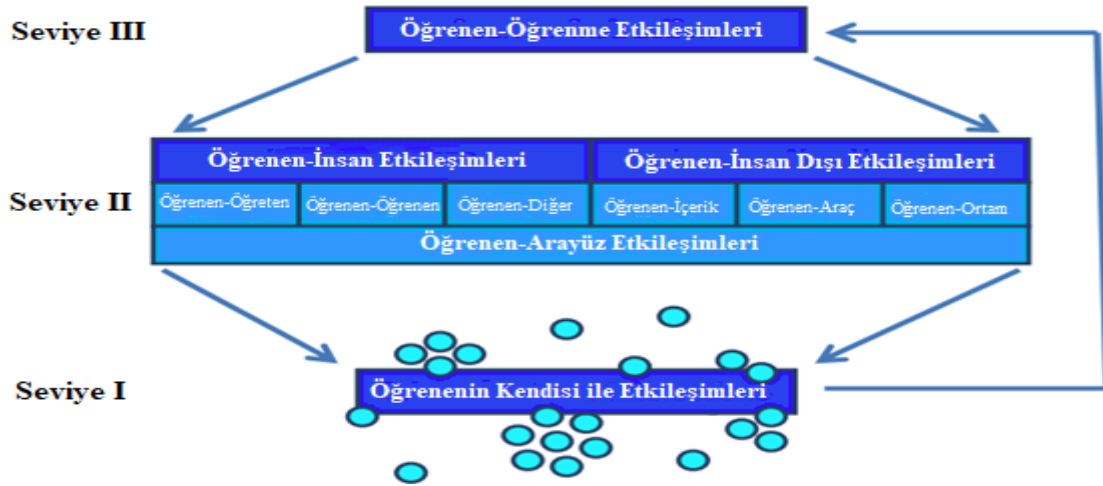 Seviye III
Öğrenen-Öğrenme Etkileşimleri
Öğrenen-İnsan Etkileşimleri
Öğrenen-İnsan Dışı Etkileşimleri
Seviye II
Öğrenen-Öğreten
Öğrenen-Öğrenen
Öğrenen-Diğer
Öğrenen-İçerik
Öğrenen-Araç
Öğrenen-Ortam
Öğrenen-Arayüz Etkileşimleri
Seviye I
Öğrenenin Kendisi ile Etkileşimleri